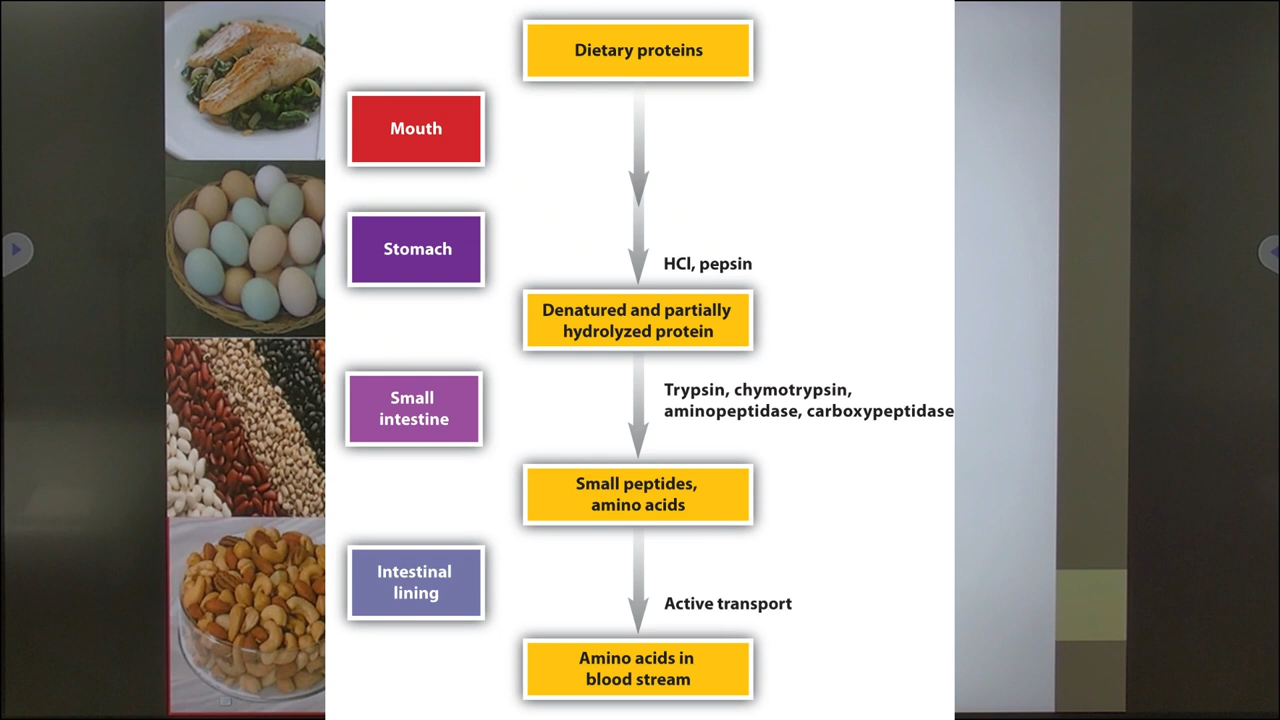 Dietary proteins
Mouth
Stomach
HCl, pepsin
Denatured and partially
hydrolyzed protein
Small
intestine
Trypsin, chymotrypsin,
aminopeptidase, carboxypeptidase
Small peptides,
amino acids
Intestinal
lining
Active transport
Amino acids in
blood stream